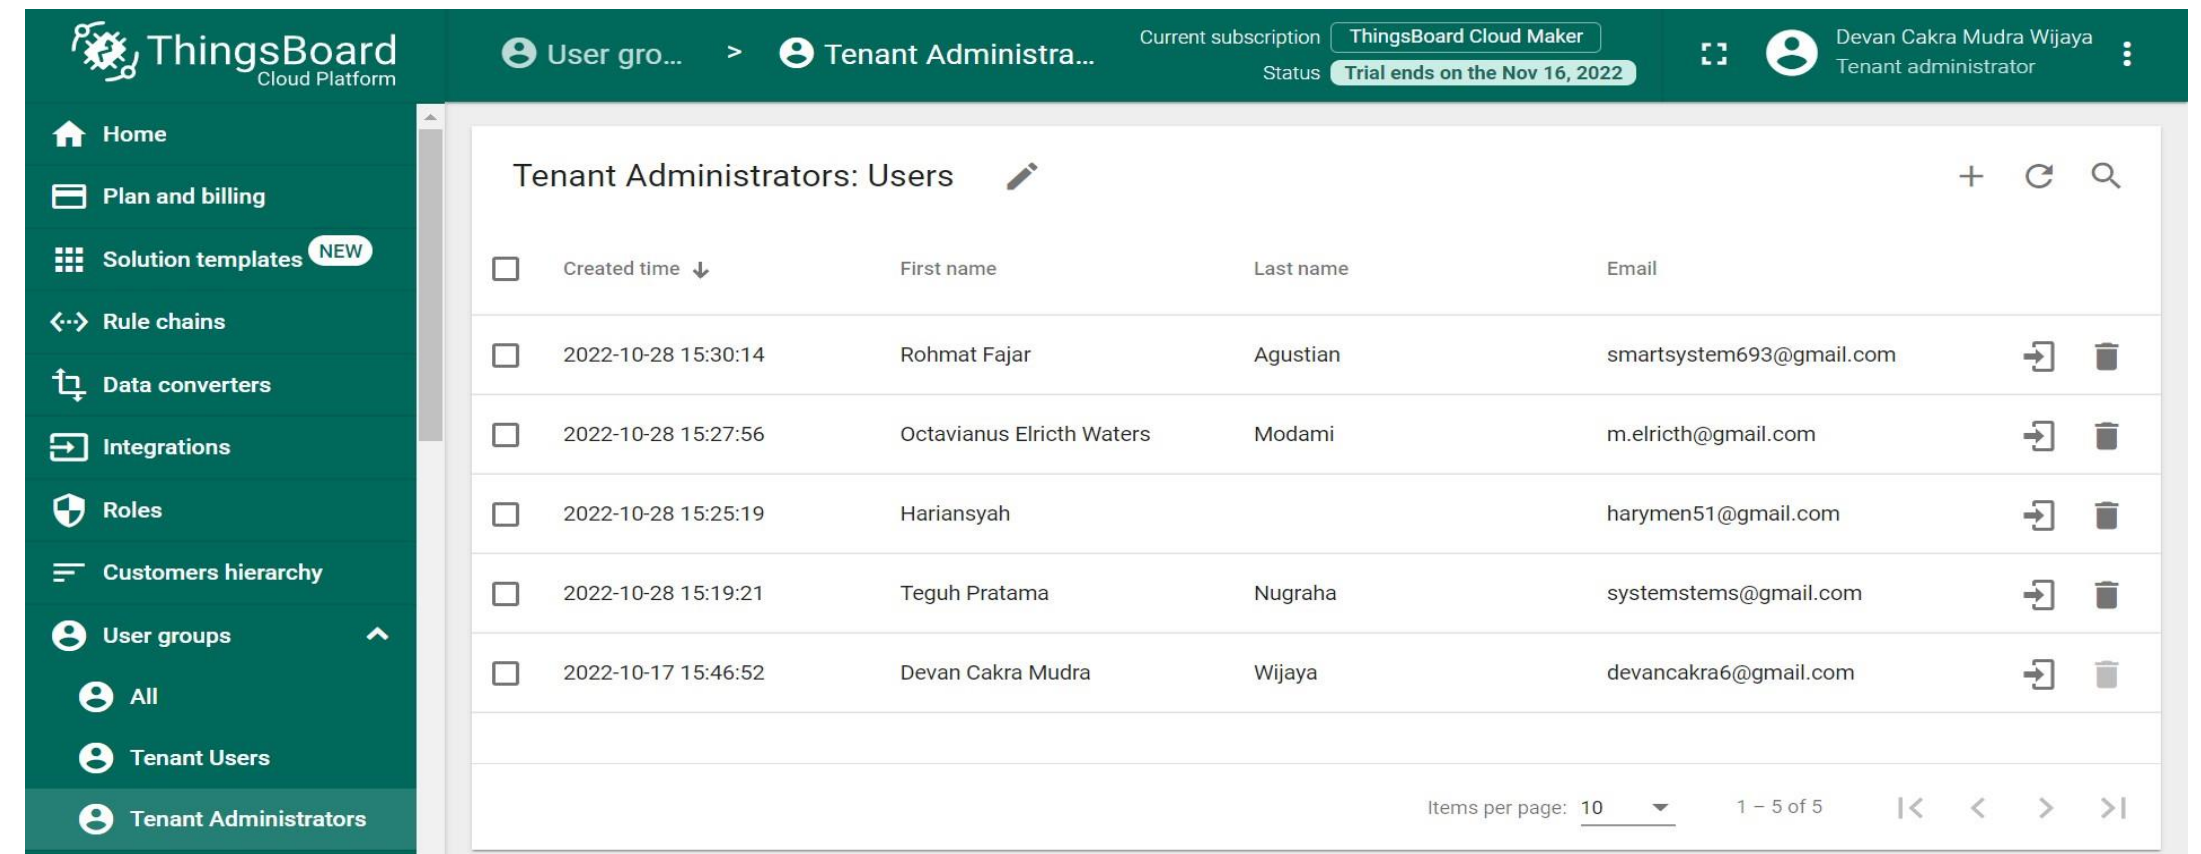 ThingsBoard
Cloud Platform
User gro... > Tenant Administra...
Current subscription ThingsBoard Cloud Maker
Status Trial ends on the Nov 16, 2022
Devan Cakra Mudra Wijaya
Tenant administrator
Home
Plan and billing
Solution templates NEW
Rule chains
Data converters
Integrations
Roles
Customers hierarchy
User groups
All
Tenant Users
Tenant Administrators
Tenant Administrators: Users
Created time First name Last name Email
2022-10-28 15:30:14 Rohmat Fajar Agustian smartsystem693@gmail.com
2022-10-28 15:27:56 Octavianus Elricth Waters Modami m.elricth@gmail.com
2022-10-28 15:25:19 Hariansyah harymen51@gmail.com
2022-10-28 15:19:21 Teguh Pratama Nugraha systemstems@gmail.com
2022-10-17 15:46:52 Devan Cakra Mudra Wijaya devancakra6@gmail.com
Items per page: 10 1 – 5 of 5